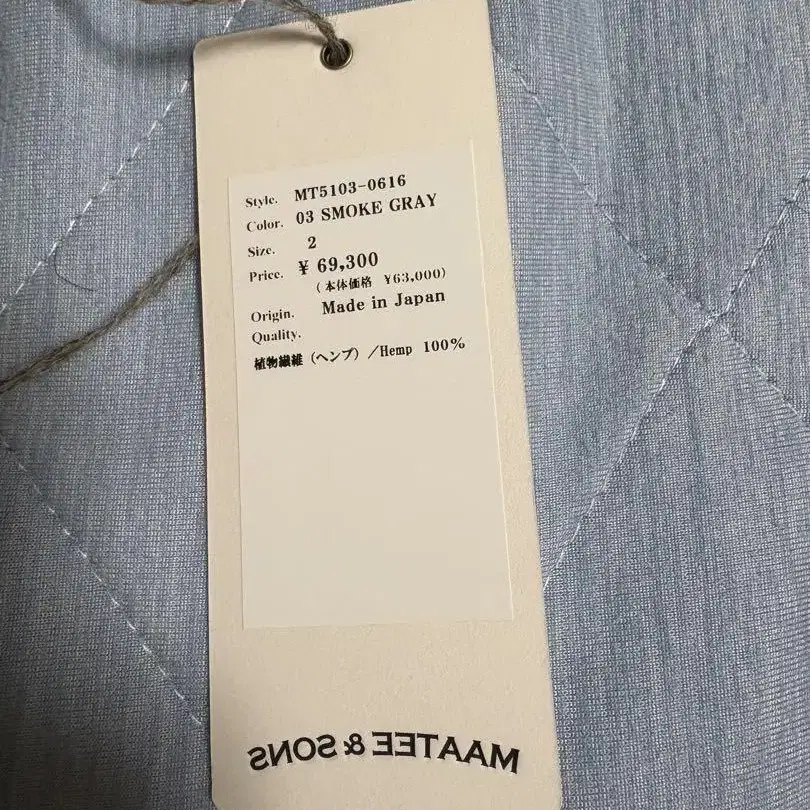 Style. MT5103-0616
Color. 03 SMOKE GRAY
Size. 2
Price. ¥ 69,300
(本体価格 ¥63,000)
Origin. Made in Japan
Quality.
植物繊維 (ヘンプ) /Hemp 100%
MAATEE & SONS